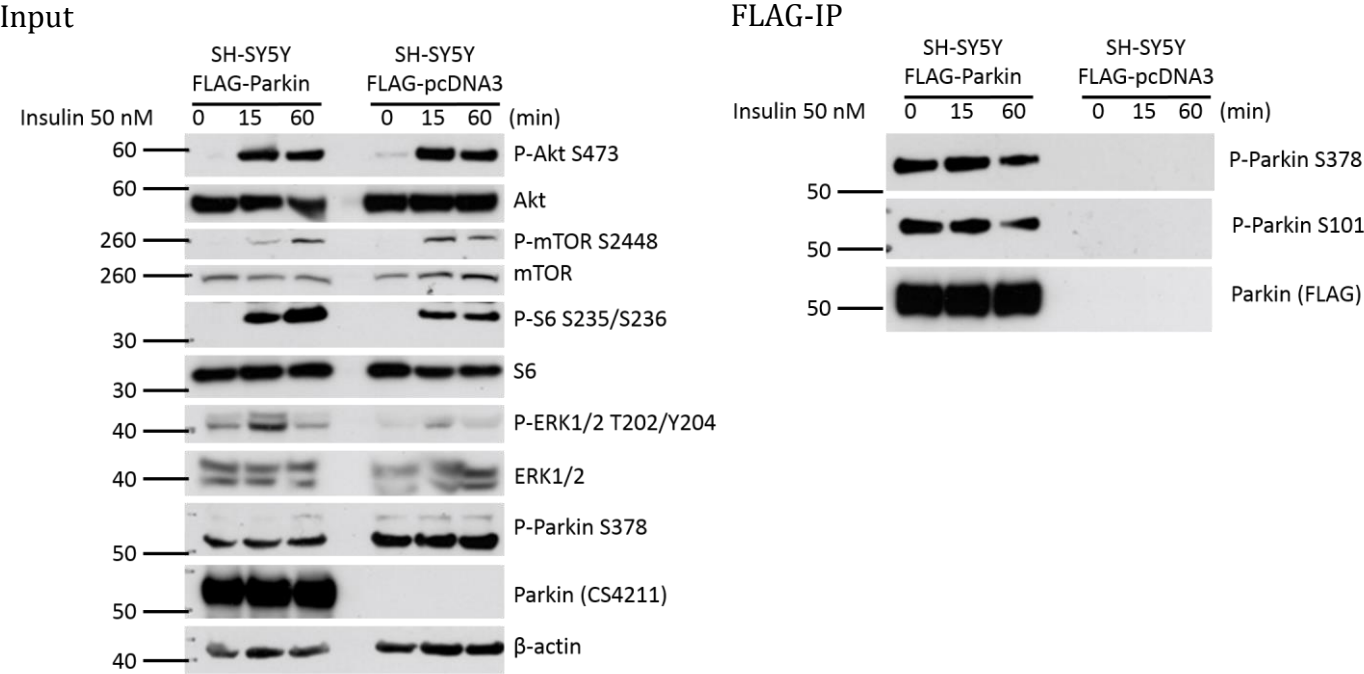 Input
SH-SY5Y
FLAG-Parkin
SH-SY5Y
FLAG-pcDNA3
Insulin 50 nM 0 15 60 0 15 60 (min)
60 P-Akt S473
60 Akt
260 P-mTOR S2448
260 mTOR
P-S6 S235/S236
30
S6
30
P-ERK1/2 T202/Y204
40
ERK1/2
40
P-Parkin S378
50
Parkin (CS4211)
50
β-actin
40
FLAG-IP
SH-SY5Y
FLAG-Parkin
SH-SY5Y
FLAG-pcDNA3
Insulin 50 nM 0 15 60 0 15 60 (min)
P-Parkin S378
50
P-Parkin S101
50
Parkin (FLAG)
50